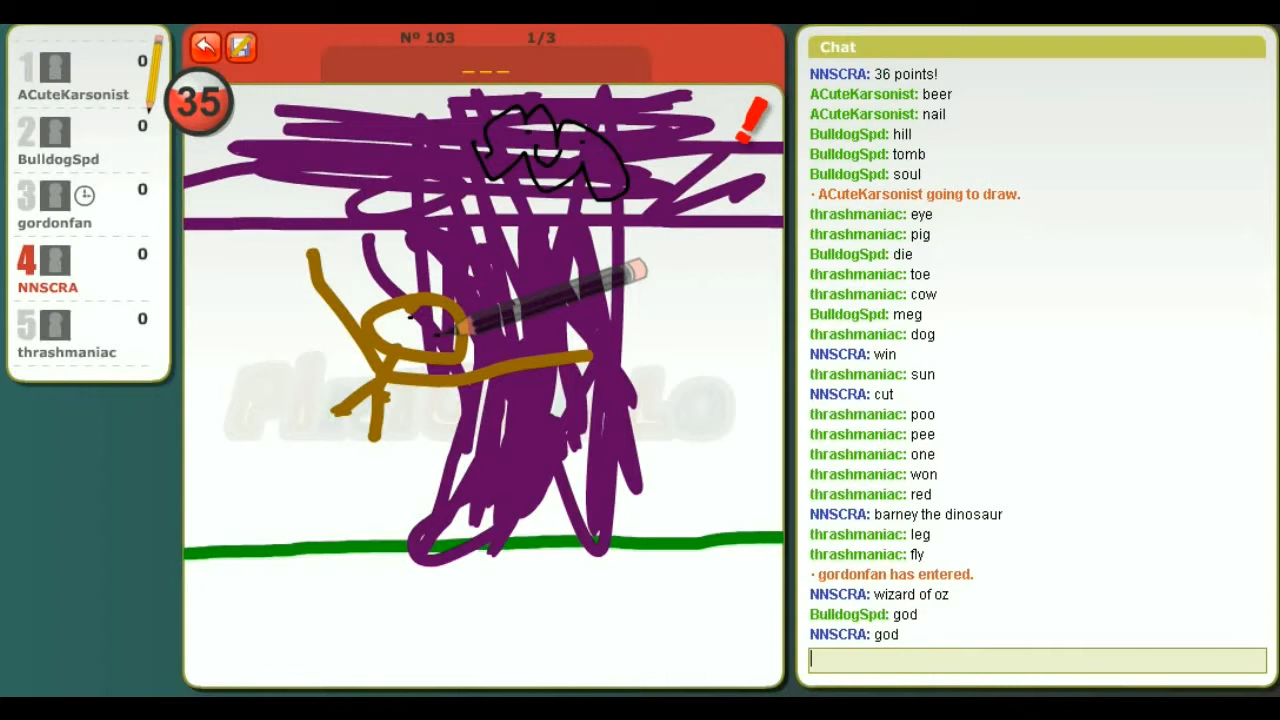 1
0
ACuteKarsonist
2
0
BulldogSpd
3
0
gordonfan
4
0
NNSCRA
5
0
thrashmaniac
35
Nº 103 1/3
_ _ _
!
Chat
NNSCRA: 36 points!
ACuteKarsonist: beer
ACuteKarsonist: nail
BulldogSpd: hill
BulldogSpd: tomb
BulldogSpd: soul
· ACuteKarsonist going to draw.
thrashmaniac: eye
thrashmaniac: pig
BulldogSpd: die
thrashmaniac: toe
thrashmaniac: cow
BulldogSpd: meg
thrashmaniac: dog
NNSCRA: win
thrashmaniac: sun
NNSCRA: cut
thrashmaniac: poo
thrashmaniac: pee
thrashmaniac: one
thrashmaniac: won
thrashmaniac: red
NNSCRA: barney the dinosaur
thrashmaniac: leg
thrashmaniac: fly
· gordonfan has entered.
NNSCRA: wizard of oz
BulldogSpd: god
NNSCRA: god